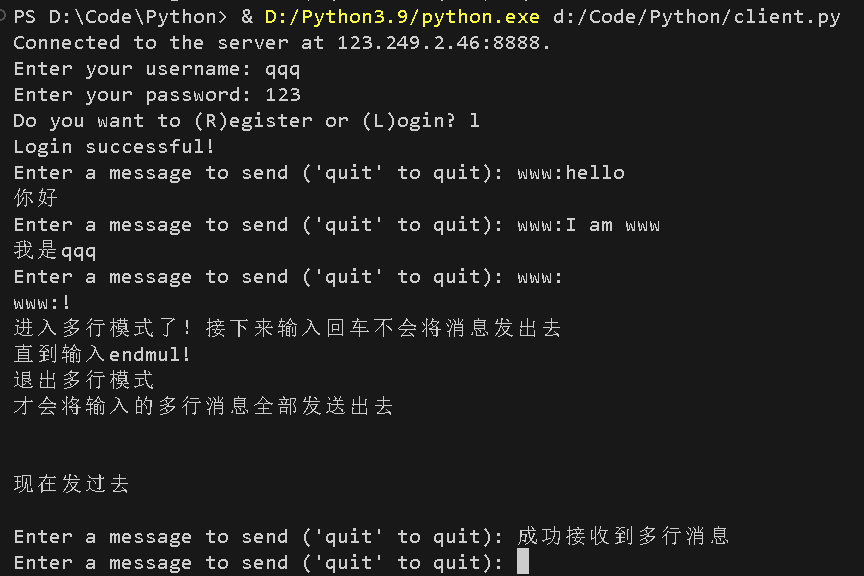 PS D:\Code\Python> & D:/Python3.9/python.exe d:/Code/Python/client.py
Connected to the server at 123.249.2.46:8888.
Enter your username: qqq
Enter your password: 123
Do you want to (R)egister or (L)ogin? l
Login successful!
Enter a message to send ('quit' to quit): www:hello
你好
Enter a message to send ('quit' to quit): www:I am www
我是qqq
Enter a message to send ('quit' to quit): www:
www:!
进入多行模式了！接下来输入回车不会将消息发出去
直到输入endmul!
退出多行模式
才会将输入的多行消息全部发送出去
现在发过去
Enter a message to send ('quit' to quit): 成功接收到多行消息
Enter a message to send ('quit' to quit):